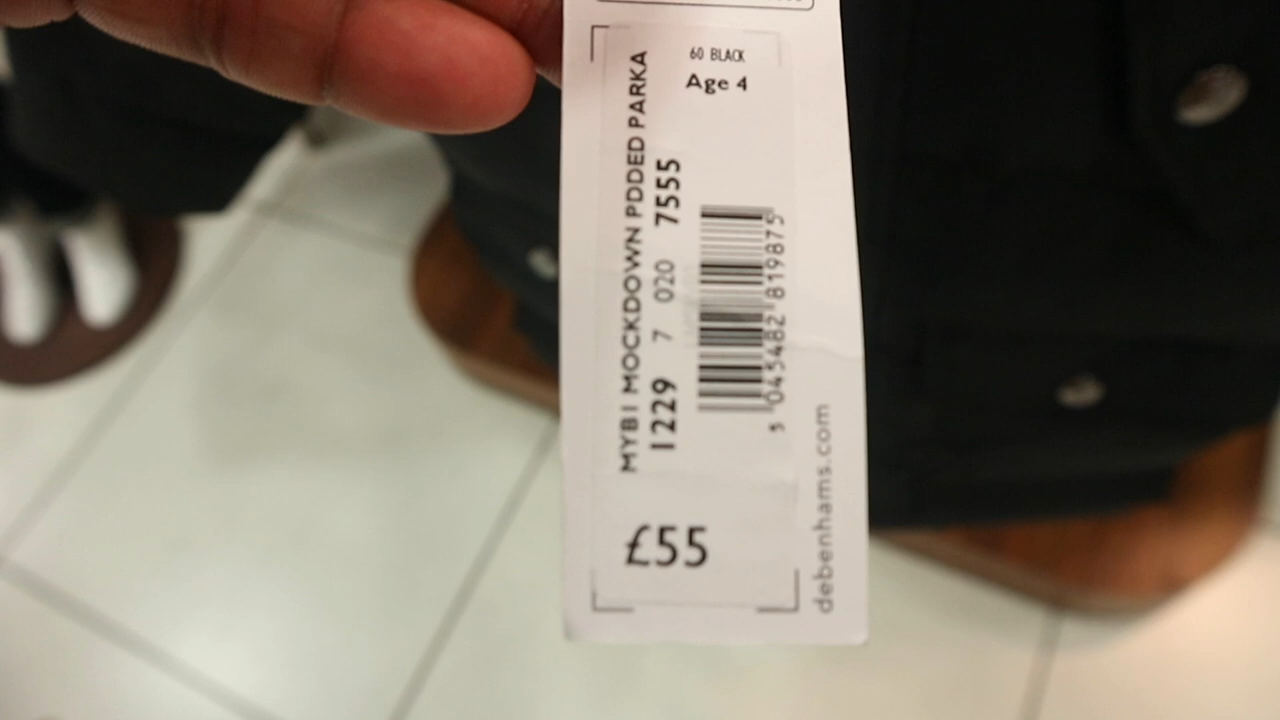 60 BLACK
Age 4
MYBI MOCKDOWN PDDED PARKA
1229 7 020 7555
5 045482 819875
£55
debenhams.com